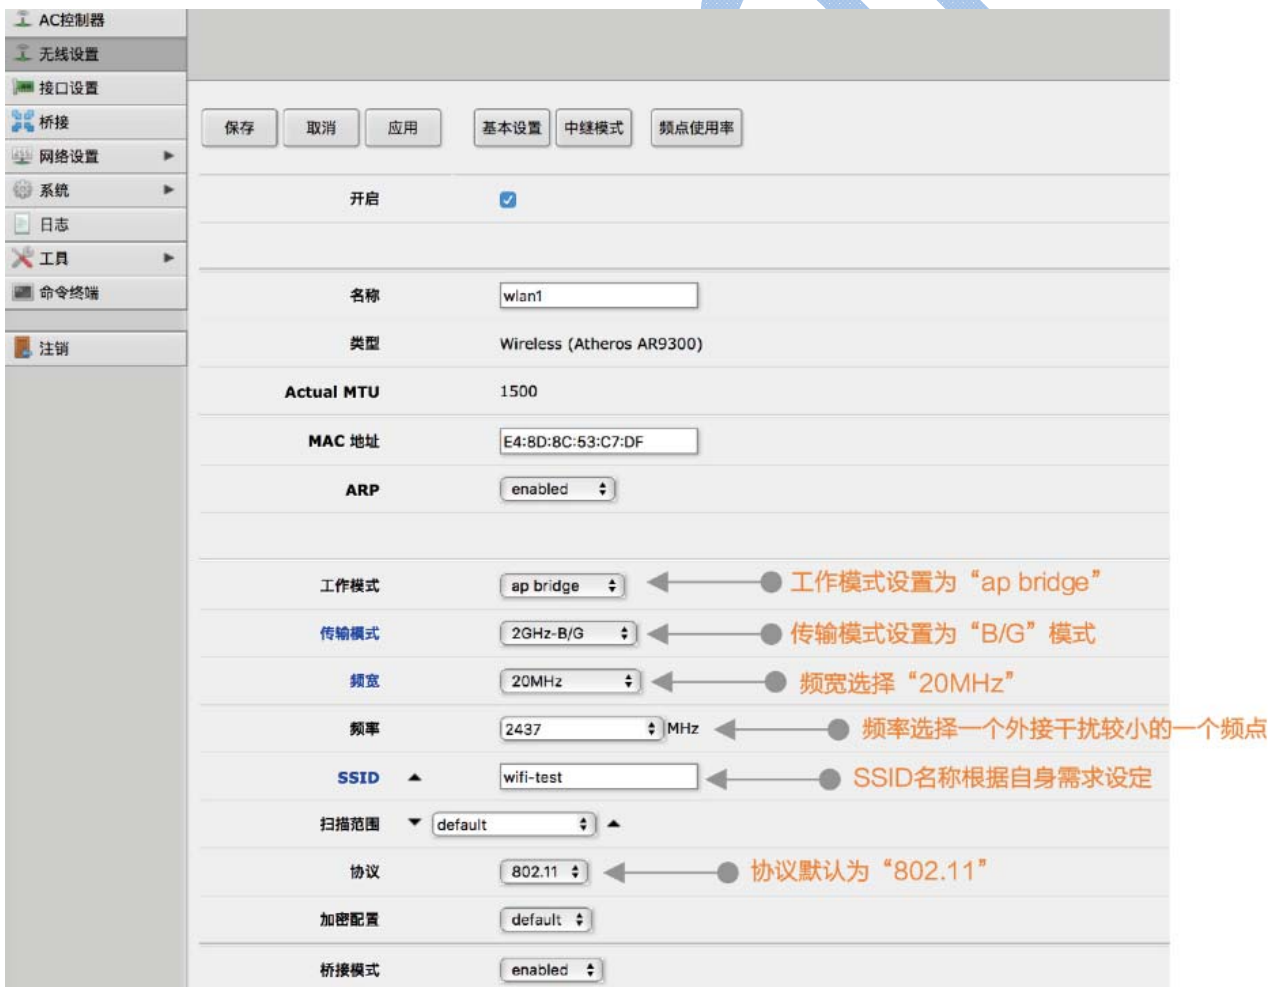 AC控制器
无线设置
接口设置
桥接
网络设置
系统
日志
工具
命令终端
注销
保存 取消 应用 基本设置 中继模式 频点使用率
开启
名称 wlan1
类型 Wireless (Atheros AR9300)
Actual MTU 1500
MAC 地址 E4:8D:8C:53:C7:DF
ARP enabled
工作模式 ap bridge 工作模式设置为“ap bridge”
传输模式 2GHz-B/G 传输模式设置为“B/G”模式
频宽 20MHz 频宽选择“20MHz”
频率 2437 MHz 频率选择一个外接干扰较小的一个频点
SSID wifi-test SSID名称根据自身需求设定
扫描范围 default
协议 802.11 协议默认为“802.11”
加密配置 default
桥接模式 enabled